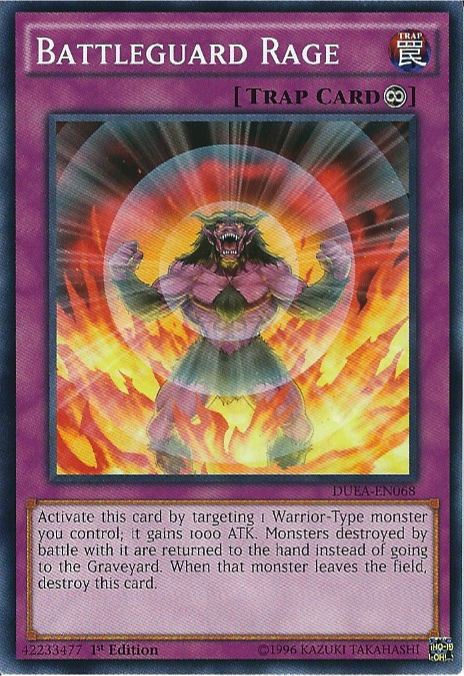 BATTLEGUARD RAGE
TRAP
罠
[TRAP CARD∞]
DUEA-EN068
Activate this card by targeting 1 Warrior-Type monster
you control; it gains 1000 ATK. Monsters destroyed by
battle with it are returned to the hand instead of going
to the Graveyard. When that monster leaves the field,
destroy this card.
42233477 1st Edition ©1996 KAZUKI TAKAHASHI